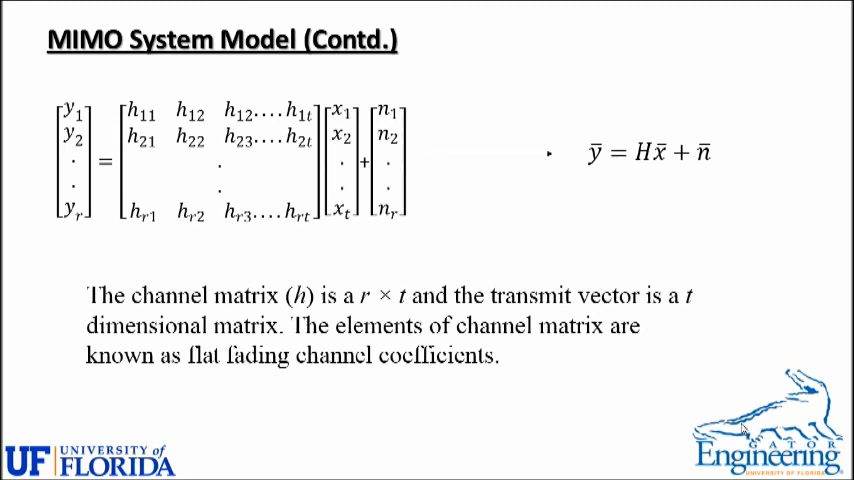 MIMO System Model (Contd.)
[y₁ y₂ . . yᵣ] = [h₁₁ h₁₂ h₁₂....h₁ₜ
h₂₁ h₂₂ h₂₃....h₂ₜ
.
.
hᵣ₁ hᵣ₂ hᵣ₃....hᵣₜ] [x₁ x₂ . . xₜ] + [n₁ n₂ . . nᵣ]
ȳ = Hx̄ + n̄
The channel matrix (h) is a r × t and the transmit vector is a t
dimensional matrix. The elements of channel matrix are
known as flat fading channel coefficients.
UF UNIVERSITY of
FLORIDA
GATOR
Engineering
UNIVERSITY OF FLORIDA